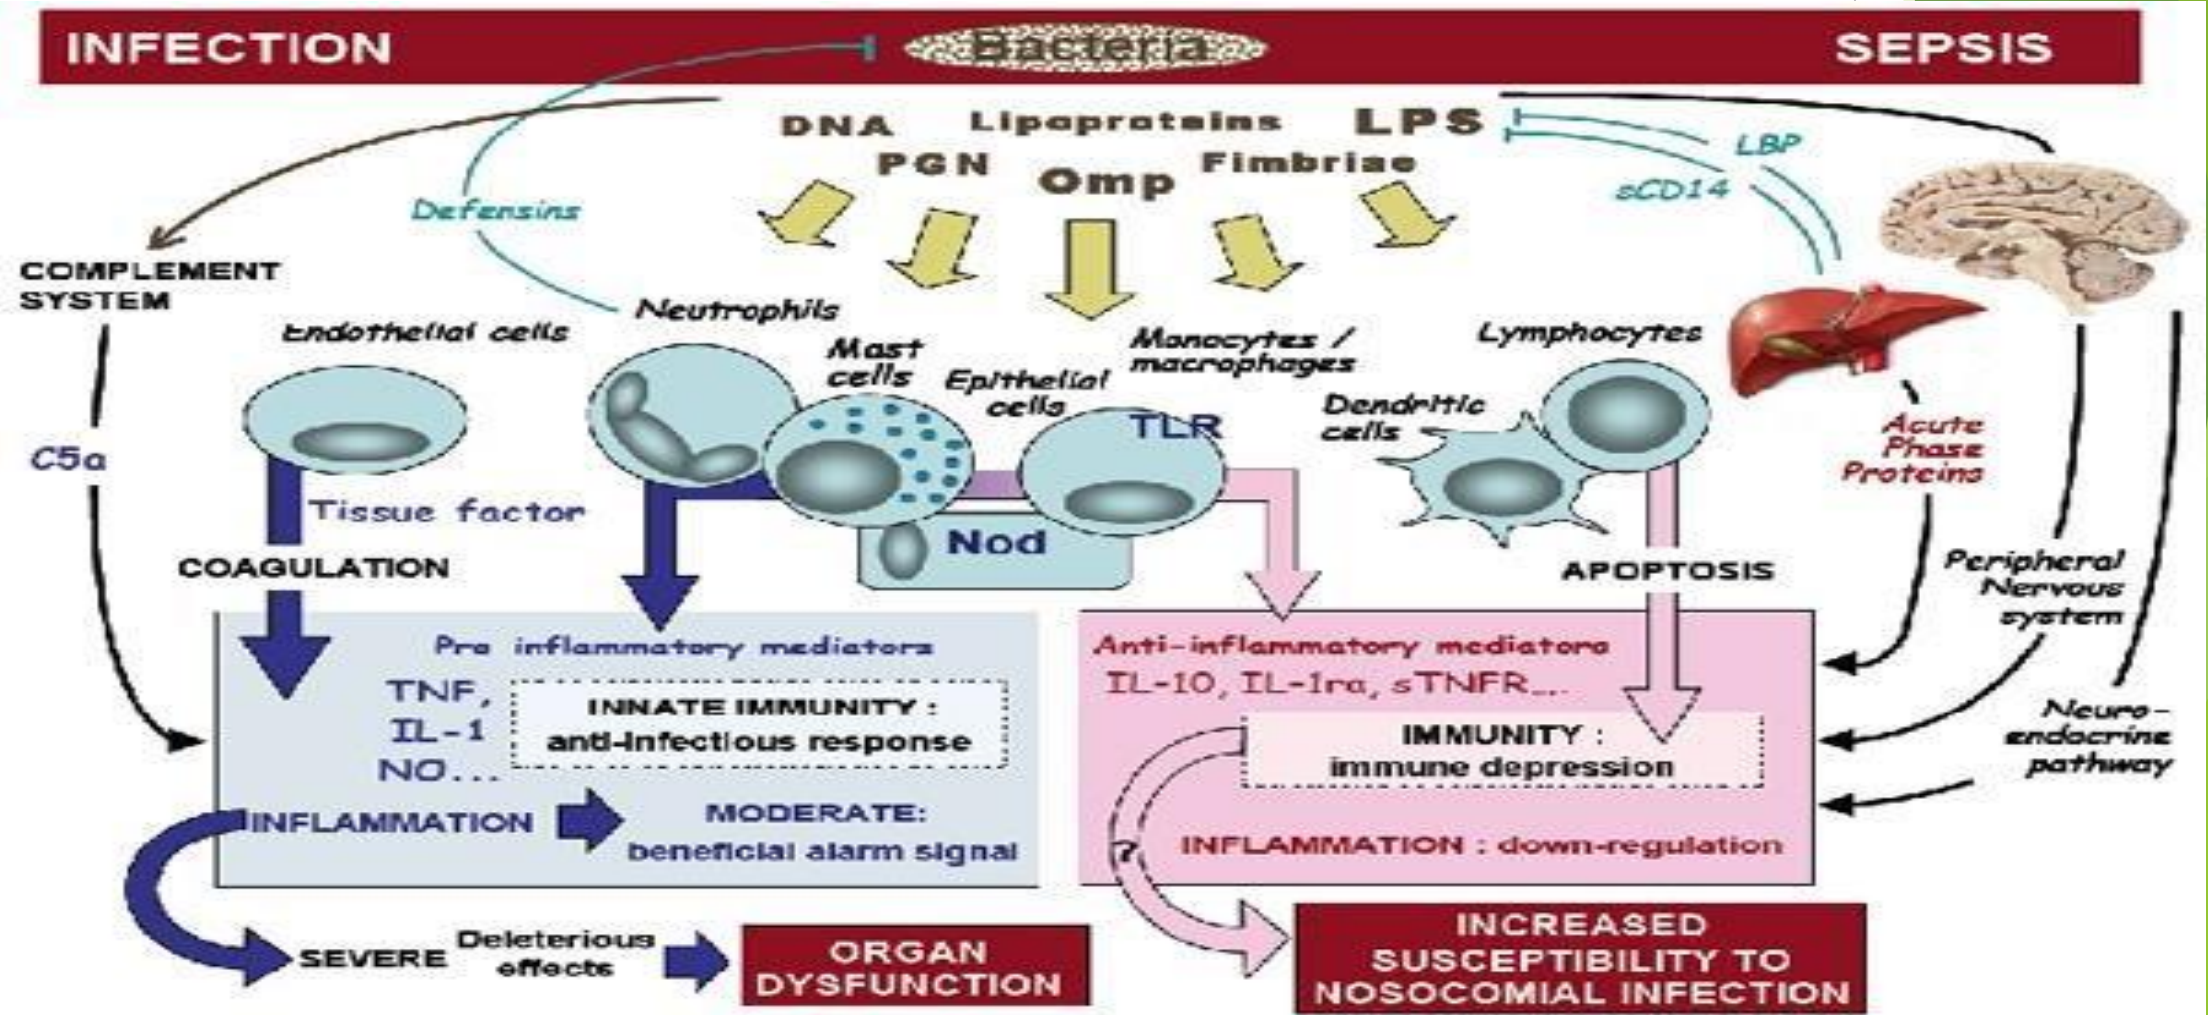 INFECTION
Bacteria
SEPSIS
DNA
Lipoproteins
LPS
PGN
Omp
Fimbriae
LBP
sCD14
Defensins
COMPLEMENT
SYSTEM
C5a
Endothelial cells
Neutrophils
Mast
cells
Epithelial
cells
Monocytes /
macrophages
Dendritic
cells
Lymphocytes
TLR
Nod
Tissue factor
COAGULATION
APOPTOSIS
Acute
Phase
Proteins
Peripheral
Nervous
system
Neuro-
endocrine
pathway
Pro inflammatory mediators
TNF,
IL-1
NO...
INNATE IMMUNITY :
anti-infectious response
INFLAMMATION
MODERATE:
beneficial alarm signal
Anti-inflammatory mediators
IL-10, IL-1ra, sTNFR...
IMMUNITY :
immune depression
?
INFLAMMATION : down-regulation
SEVERE
Deleterious
effects
ORGAN
DYSFUNCTION
INCREASED
SUSCEPTIBILITY TO
NOSOCOMIAL INFECTION